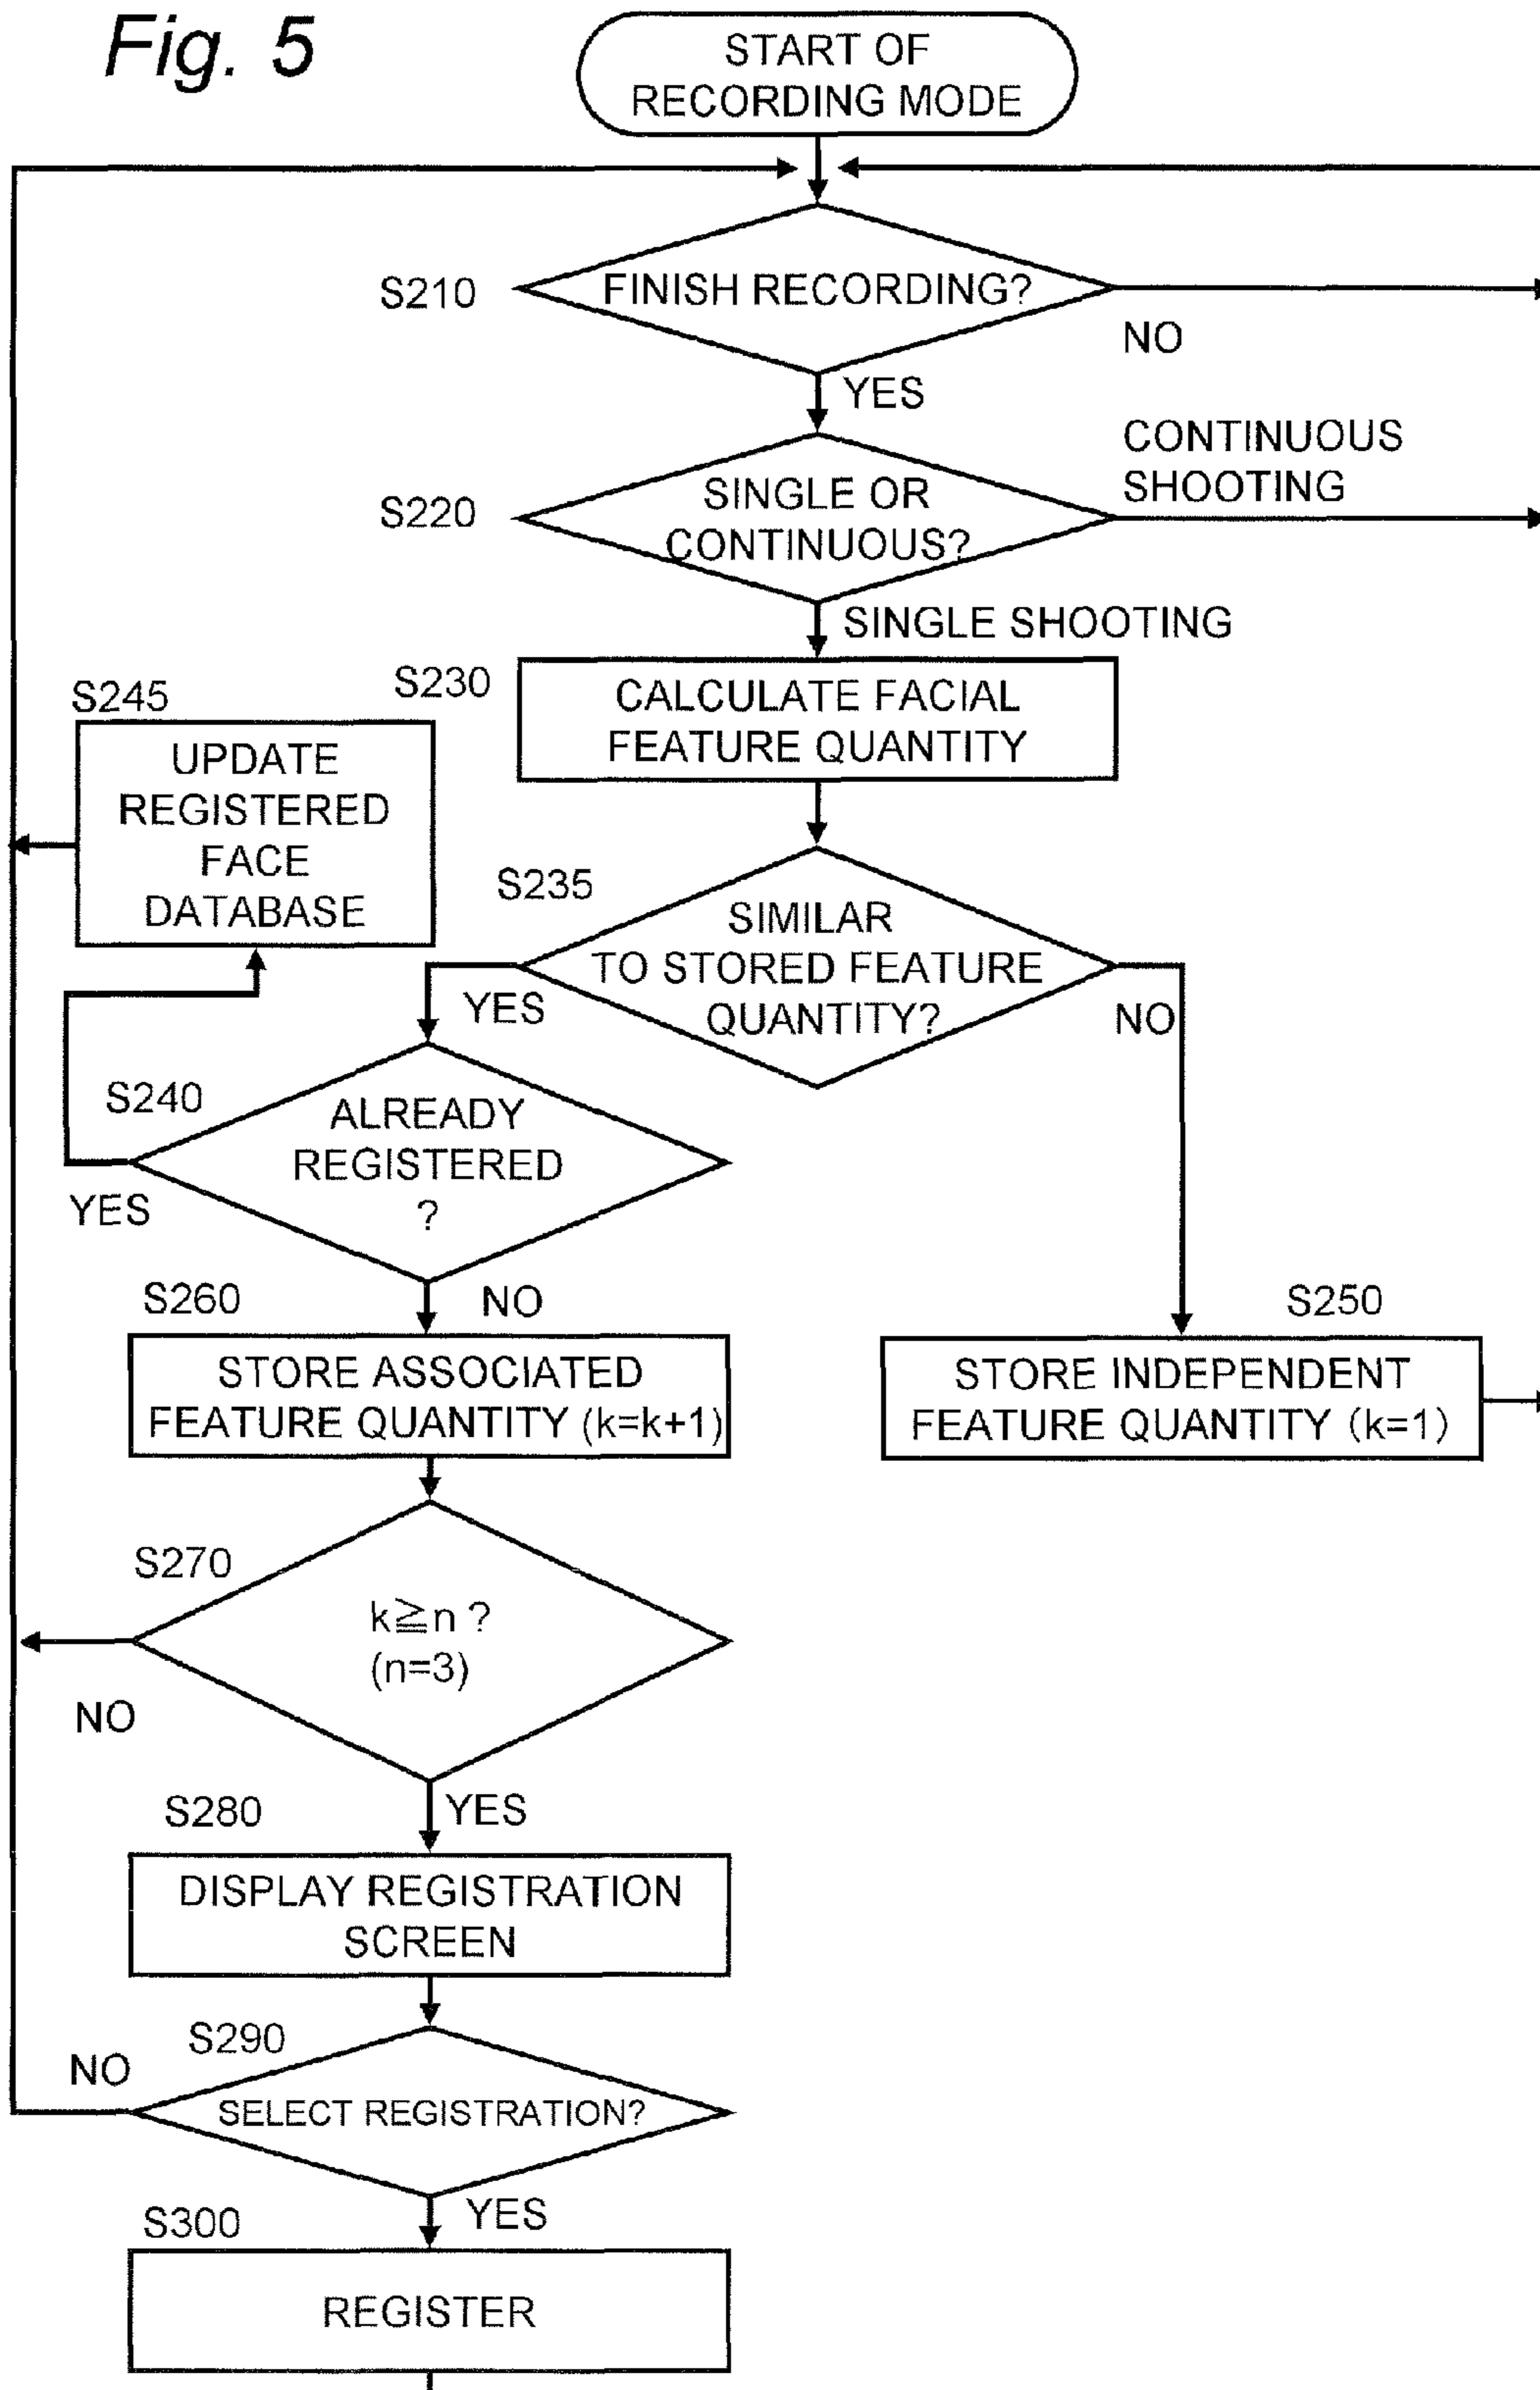 Fig. 5
START OF
RECORDING MODE
S210
FINISH RECORDING?
NO
YES
CONTINUOUS
SHOOTING
S220
SINGLE OR
CONTINUOUS?
SINGLE SHOOTING
S230
CALCULATE FACIAL
FEATURE QUANTITY
S245
UPDATE
REGISTERED
FACE
DATABASE
S235
SIMILAR
TO STORED FEATURE
QUANTITY?
YES
NO
S240
ALREADY
REGISTERED
?
YES
NO
S260
STORE ASSOCIATED
FEATURE QUANTITY (k=k+1)
S250
STORE INDEPENDENT
FEATURE QUANTITY (k=1)
S270
k≧n ?
(n=3)
NO
YES
S280
DISPLAY REGISTRATION
SCREEN
S290
NO
SELECT REGISTRATION?
YES
S300
REGISTER